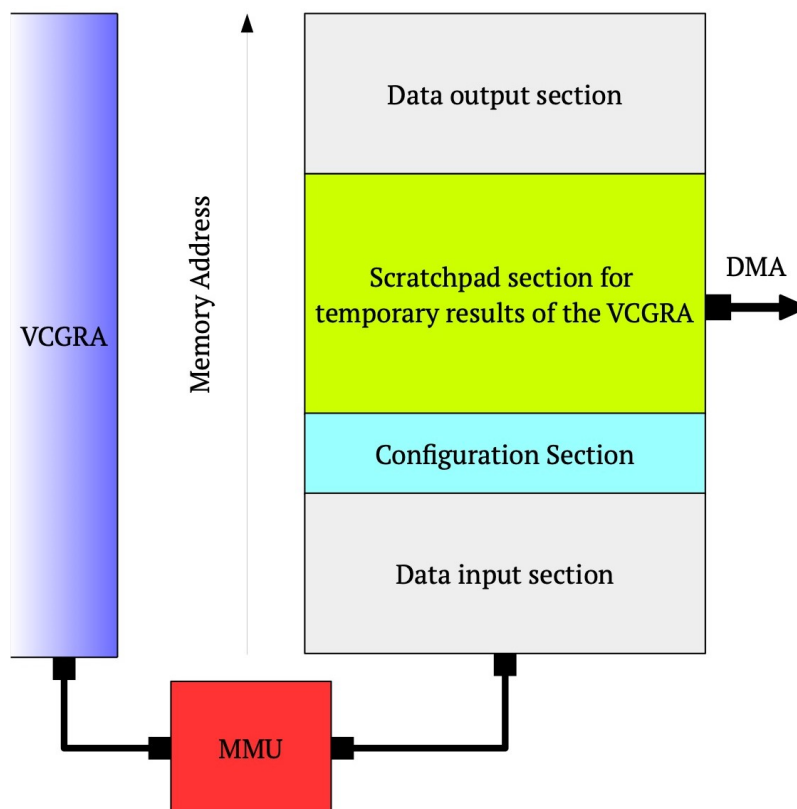 Data output section
Memory Address
Scratchpad section for
temporary results of the VCGRA
DMA
VCGRA
Configuration Section
Data input section
MMU